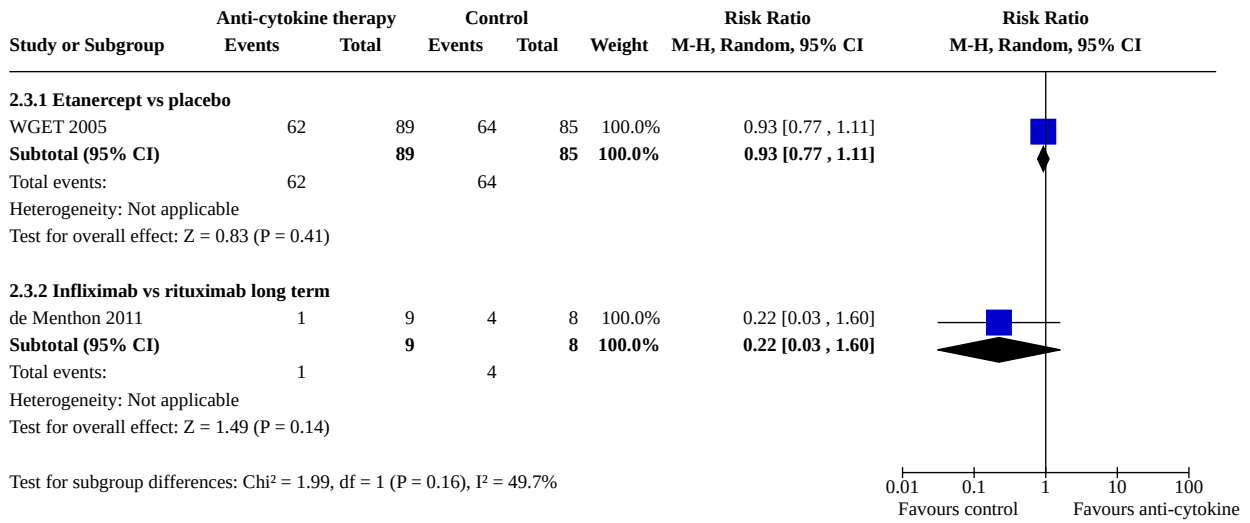 Anti-cytokine therapy Control Risk Ratio Risk Ratio
Study or Subgroup Events Total Events Total Weight M-H, Random, 95% CI M-H, Random, 95% CI
2.3.1 Etanercept vs placebo
WGET 2005 62 89 64 85 100.0% 0.93 [0.77 , 1.11]
Subtotal (95% CI) 89 85 100.0% 0.93 [0.77 , 1.11]
Total events: 62 64
Heterogeneity: Not applicable
Test for overall effect: Z = 0.83 (P = 0.41)
2.3.2 Infliximab vs rituximab long term
de Menthon 2011 1 9 4 8 100.0% 0.22 [0.03 , 1.60]
Subtotal (95% CI) 9 8 100.0% 0.22 [0.03 , 1.60]
Total events: 1 4
Heterogeneity: Not applicable
Test for overall effect: Z = 1.49 (P = 0.14)
Test for subgroup differences: Chi² = 1.99, df = 1 (P = 0.16), I² = 49.7%
0.01 0.1 1 10 100
Favours control Favours anti-cytokine